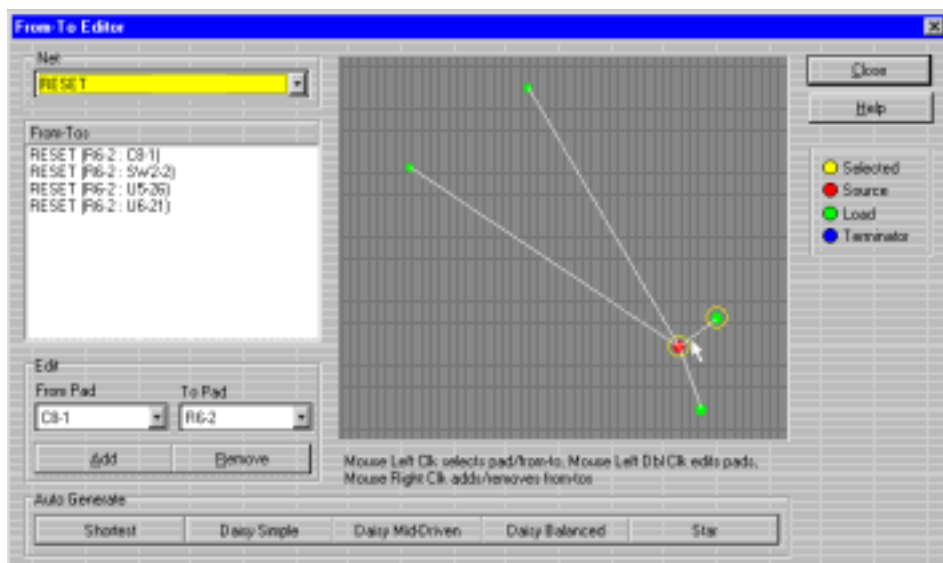 From-To Editor
Net
RESET
Close
Help
From-Tos
RESET (R6-2 : C8-1)
RESET (R6-2 : SW2-2)
RESET (R6-2 : U5-26)
RESET (R6-2 : U6-21)
Selected
Source
Load
Terminator
Edit
From Pad
To Pad
C8-1
R6-2
Add
Remove
Mouse Left Clk selects pad/from-to, Mouse Left Dbl Clk edits pads,
Mouse Right Clk adds/removes from-tos
Auto Generate
Shortest
Daisy Simple
Daisy Mid-Driven
Daisy Balanced
Star